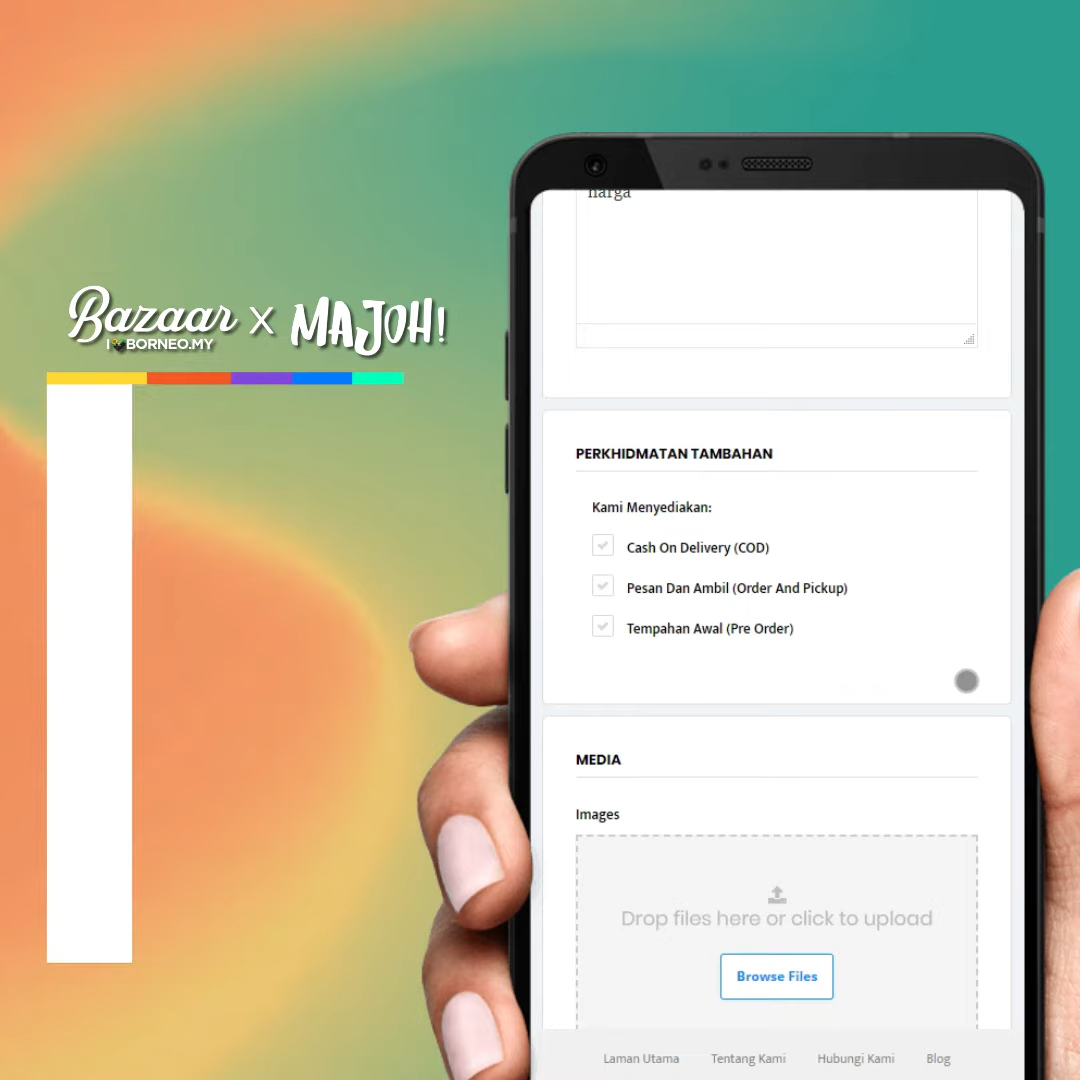 Bazaar X MAJOH!
I BORNEO.MY
harga
PERKHIDMATAN TAMBAHAN
Kami Menyediakan:
Cash On Delivery (COD)
Pesan Dan Ambil (Order And Pickup)
Tempahan Awal (Pre Order)
MEDIA
Images
Drop files here or click to upload
Browse Files
Laman Utama Tentang Kami Hubungi Kami Blog